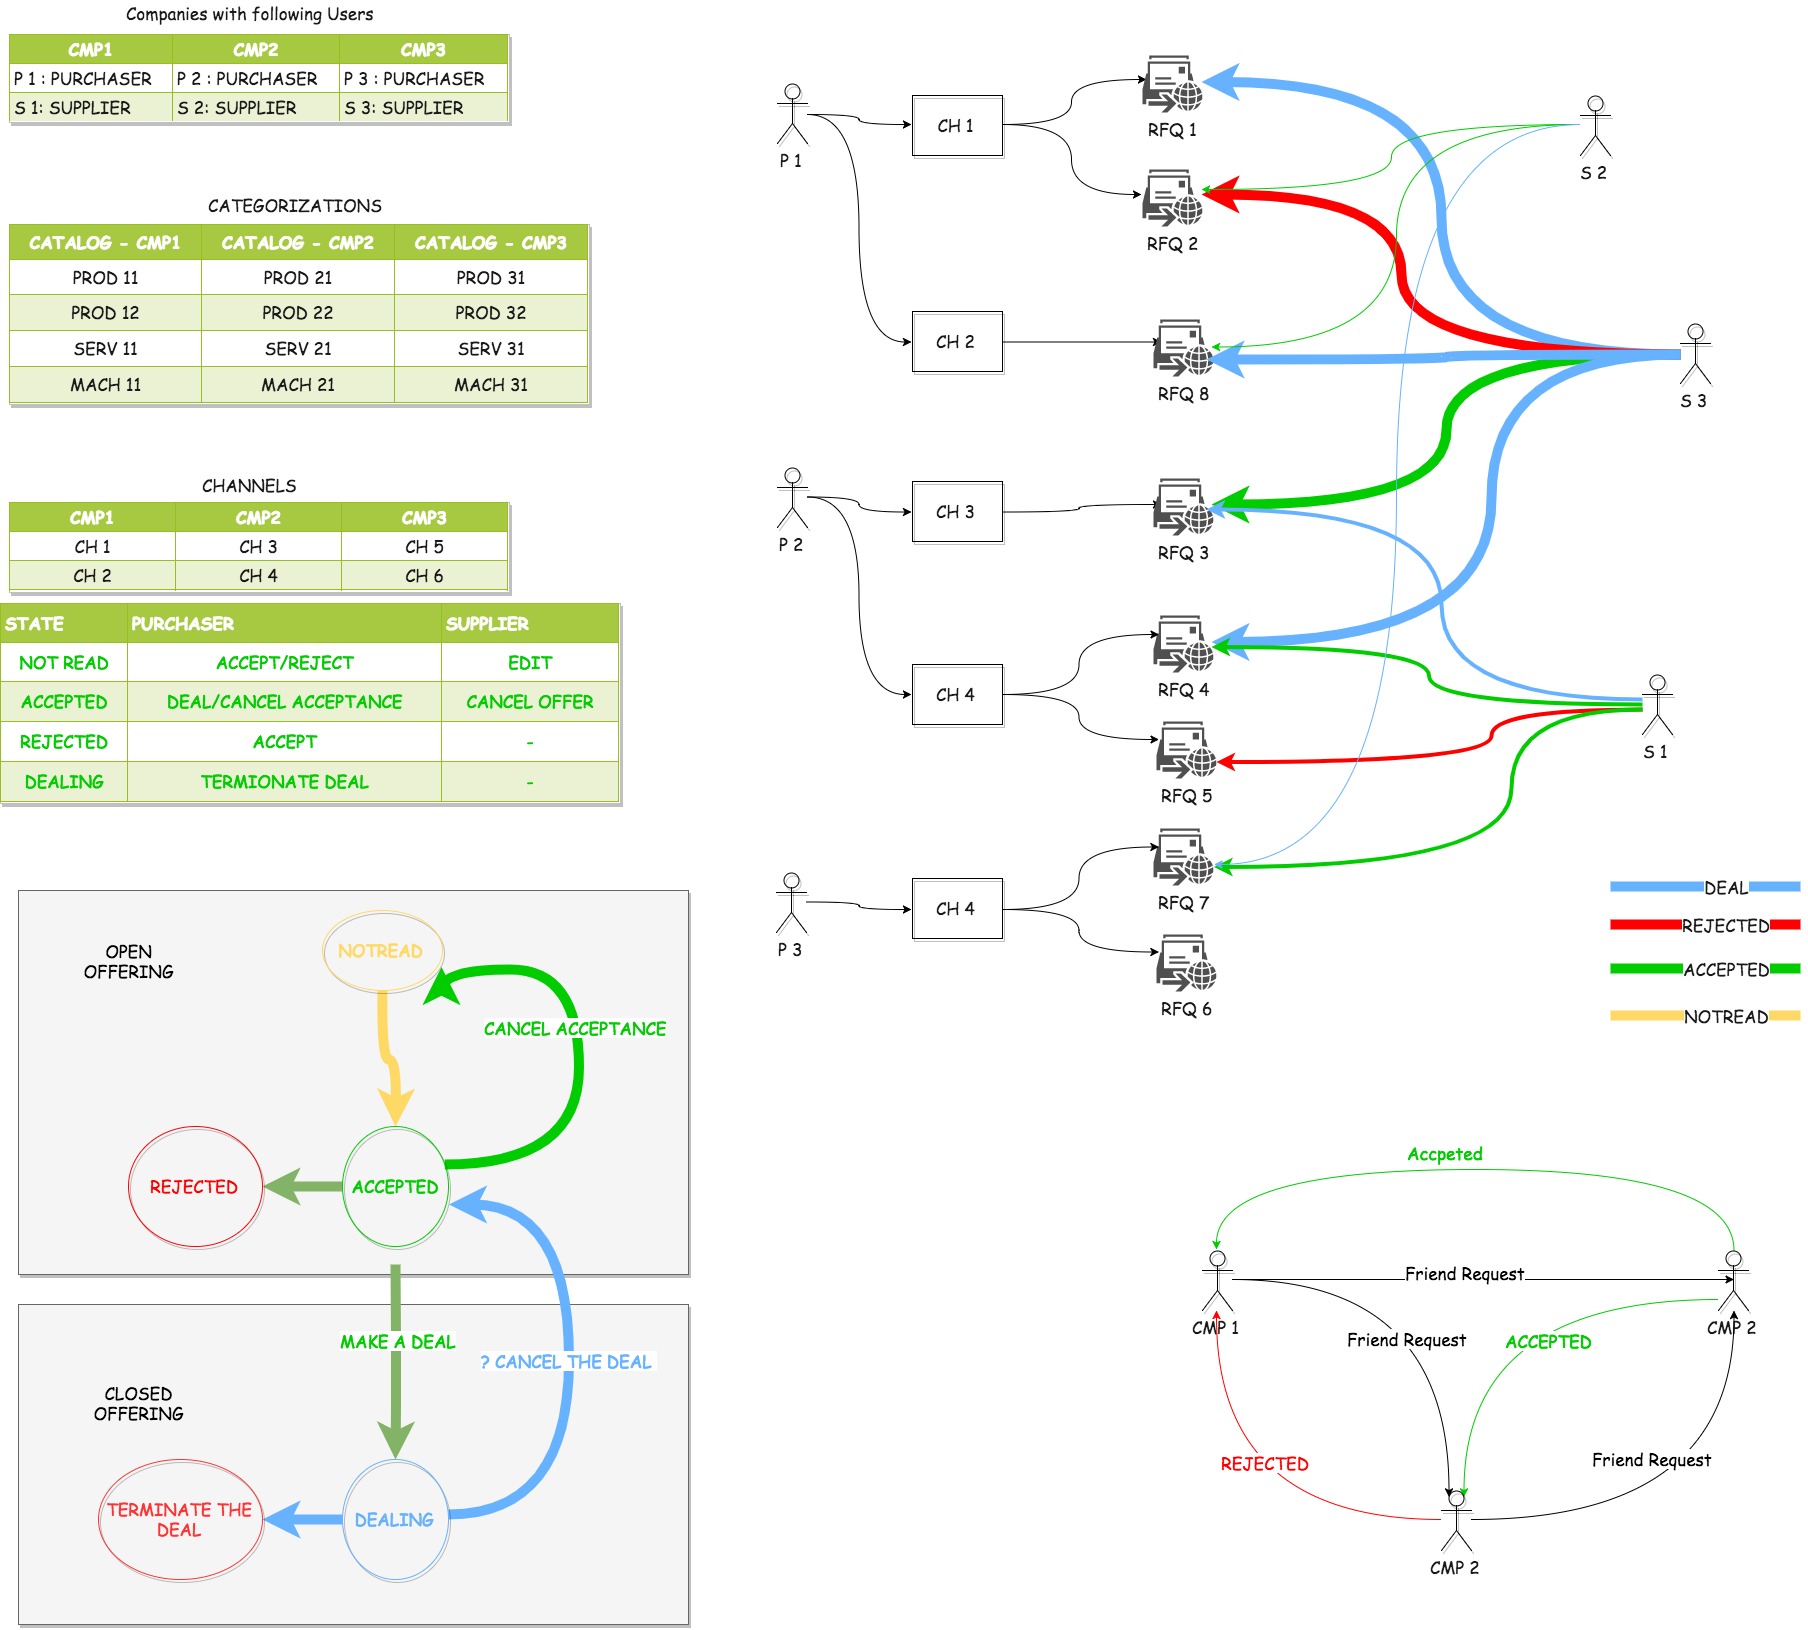 Companies with following Users
CMP1 CMP2 CMP3
P 1 : PURCHASER P 2 : PURCHASER P 3 : PURCHASER
S 1: SUPPLIER S 2: SUPPLIER S 3: SUPPLIER
CATEGORIZATIONS
CATALOG - CMP1 CATALOG - CMP2 CATALOG - CMP3
PROD 11 PROD 21 PROD 31
PROD 12 PROD 22 PROD 32
SERV 11 SERV 21 SERV 31
MACH 11 MACH 21 MACH 31
CHANNELS
CMP1 CMP2 CMP3
CH 1 CH 3 CH 5
CH 2 CH 4 CH 6
STATE PURCHASER SUPPLIER
NOT READ ACCEPT/REJECT EDIT
ACCEPTED DEAL/CANCEL ACCEPTANCE CANCEL OFFER
REJECTED ACCEPT -
DEALING TERMIONATE DEAL -
OPEN
OFFERING
NOTREAD
CANCEL ACCEPTANCE
REJECTED
ACCEPTED
MAKE A DEAL
? CANCEL THE DEAL
CLOSED
OFFERING
TERMINATE THE
DEAL
DEALING
P 1
CH 1
RFQ 1
RFQ 2
S 2
CH 2
RFQ 8
S 3
P 2
CH 3
RFQ 3
CH 4
RFQ 4
RFQ 5
S 1
P 3
CH 4
RFQ 7
RFQ 6
DEAL
REJECTED
ACCEPTED
NOTREAD
Accpeted
Friend Request
CMP 1
CMP 2
Friend Request
ACCEPTED
REJECTED
Friend Request
CMP 2